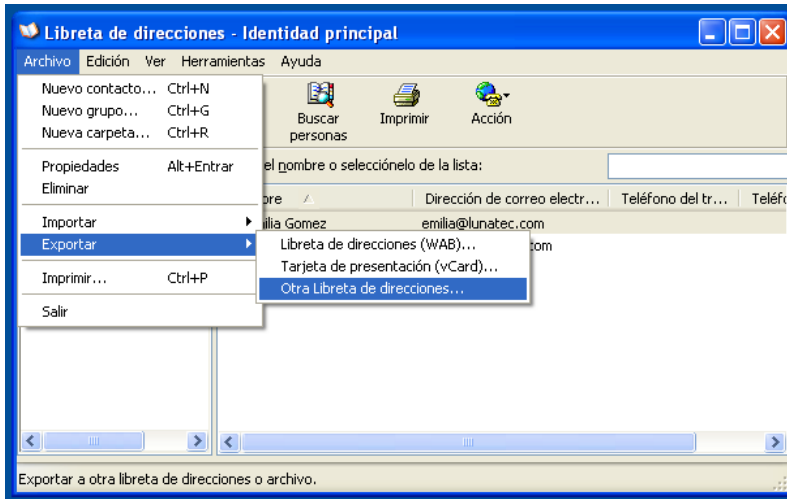 Libreta de direcciones - Identidad principal
Archivo Edición Ver Herramientas Ayuda
Nuevo contacto... Ctrl+N
Nuevo grupo... Ctrl+G
Nueva carpeta... Ctrl+R
Propiedades Alt+Entrar
Eliminar
Importar
Exportar
Imprimir... Ctrl+P
Salir
Buscar personas
Imprimir
Acción
el nombre o selecciónelo de la lista:
bre Dirección de correo electr... Teléfono del tr... Teléfo
ilia Gomez emilia@lunatec.com
com
Libreta de direcciones (WAB)...
Tarjeta de presentación (vCard)...
Otra Libreta de direcciones...
Exportar a otra libreta de direcciones o archivo.